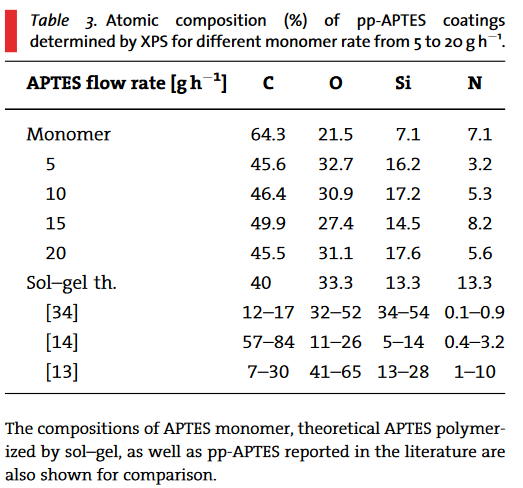 Table 3. Atomic composition (%) of pp-APTES coatings
determined by XPS for different monomer rate from 5 to 20 g h⁻¹.
APTES flow rate [g h⁻¹] C O Si N
Monomer 64.3 21.5 7.1 7.1
5 45.6 32.7 16.2 3.2
10 46.4 30.9 17.2 5.3
15 49.9 27.4 14.5 8.2
20 45.5 31.1 17.6 5.6
Sol–gel th. 40 33.3 13.3 13.3
[34] 12–17 32–52 34–54 0.1–0.9
[14] 57–84 11–26 5–14 0.4–3.2
[13] 7–30 41–65 13–28 1–10
The compositions of APTES monomer, theoretical APTES polymer-
ized by sol–gel, as well as pp-APTES reported in the literature are
also shown for comparison.